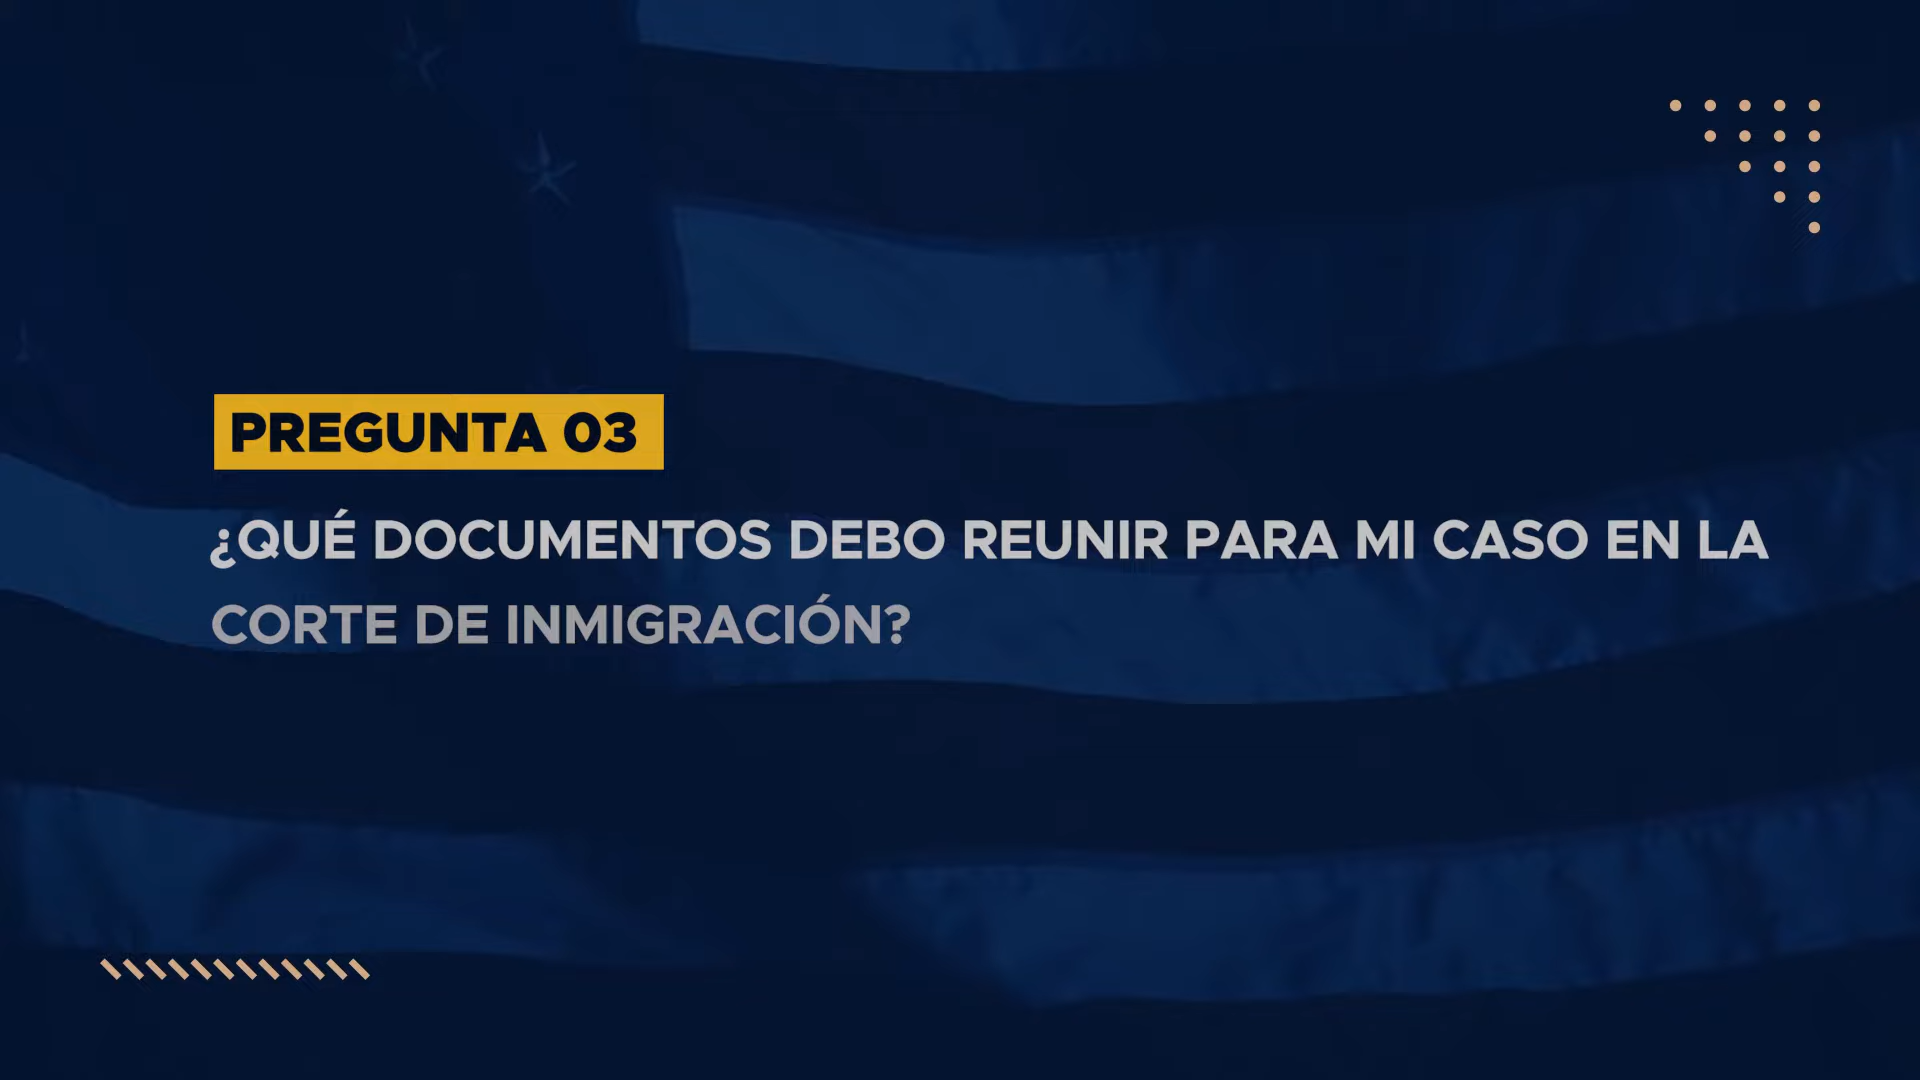 PREGUNTA 03
¿QUÉ DOCUMENTOS DEBO REUNIR PARA MI CASO EN LA
CORTE DE INMIGRACIÓN?